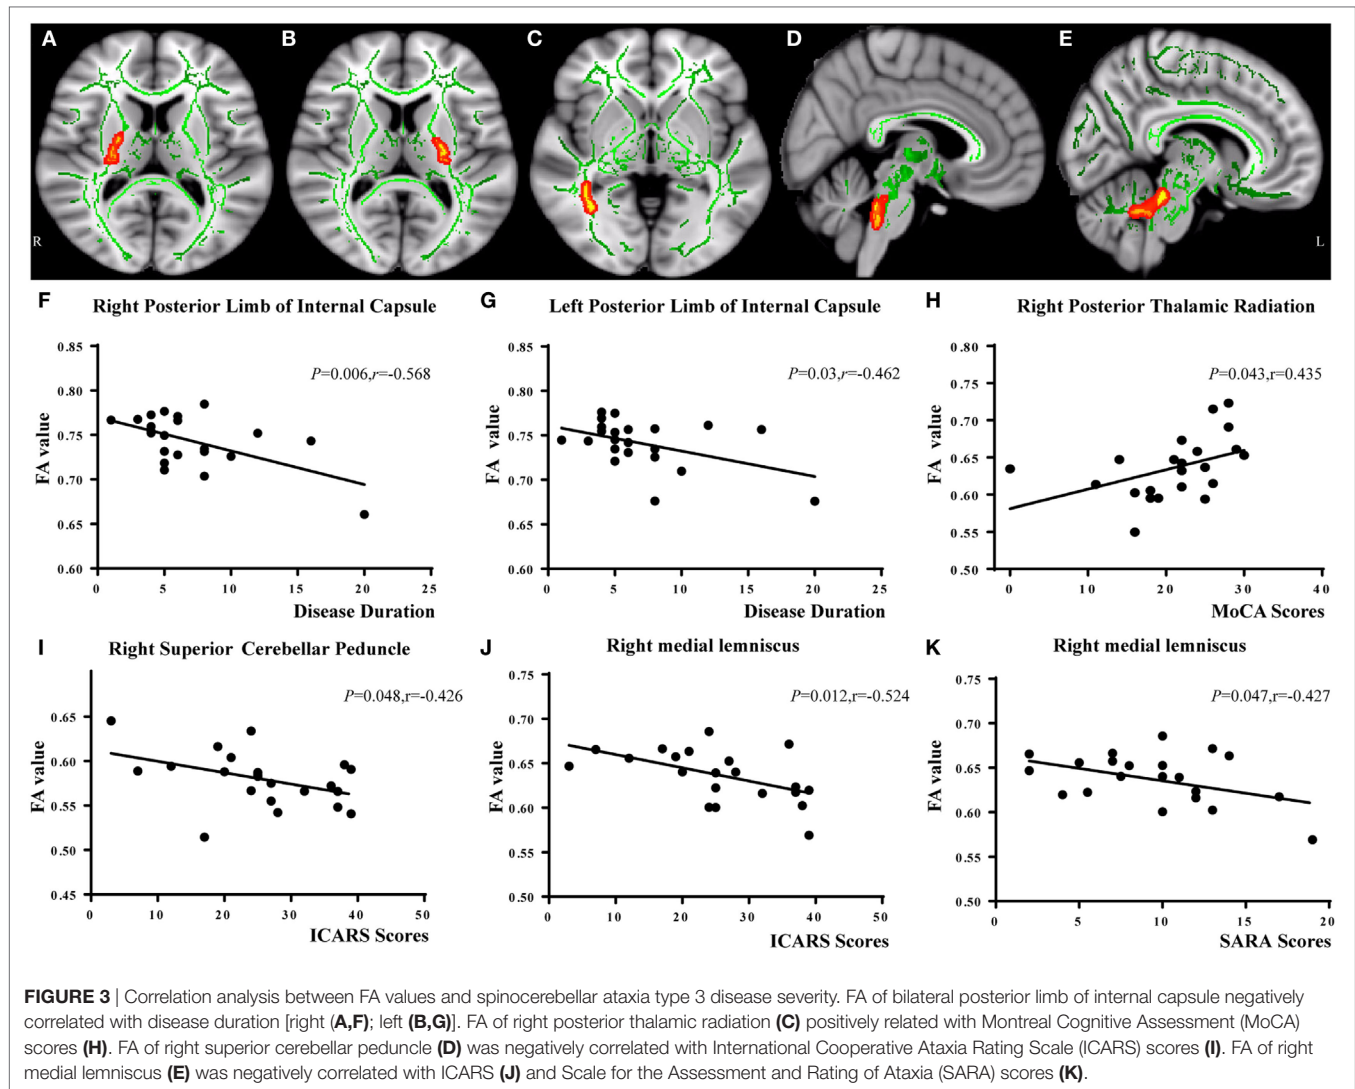 A B C D E
R L
F Right Posterior Limb of Internal Capsule
P=0.006,r=-0.568
FA value
0.85
0.80
0.75
0.70
0.65
0.60
0 5 10 15 20 25
Disease Duration
G Left Posterior Limb of Internal Capsule
P=0.03,r=-0.462
FA value
0.85
0.80
0.75
0.70
0.65
0.60
0 5 10 15 20 25
Disease Duration
H Right Posterior Thalamic Radiation
P=0.043,r=0.435
FA value
0.80
0.75
0.70
0.65
0.60
0.55
0.50
0 10 20 30 40
MoCA Scores
I Right Superior Cerebellar Peduncle
P=0.048,r=-0.426
FA value
0.65
0.60
0.55
0.50
0.45
0 10 20 30 40 50
ICARS Scores
J Right medial lemniscus
P=0.012,r=-0.524
FA value
0.75
0.70
0.65
0.60
0.55
0.50
0 10 20 30 40 50
ICARS Scores
K Right medial lemniscus
P=0.047,r=-0.427
FA value
0.75
0.70
0.65
0.60
0.55
0.50
0 5 10 15 20
SARA Scores
FIGURE 3 | Correlation analysis between FA values and spinocerebellar ataxia type 3 disease severity. FA of bilateral posterior limb of internal capsule negatively
correlated with disease duration [right (A,F); left (B,G)]. FA of right posterior thalamic radiation (C) positively related with Montreal Cognitive Assessment (MoCA)
scores (H). FA of right superior cerebellar peduncle (D) was negatively correlated with International Cooperative Ataxia Rating Scale (ICARS) scores (I). FA of right
medial lemniscus (E) was negatively correlated with ICARS (J) and Scale for the Assessment and Rating of Ataxia (SARA) scores (K).